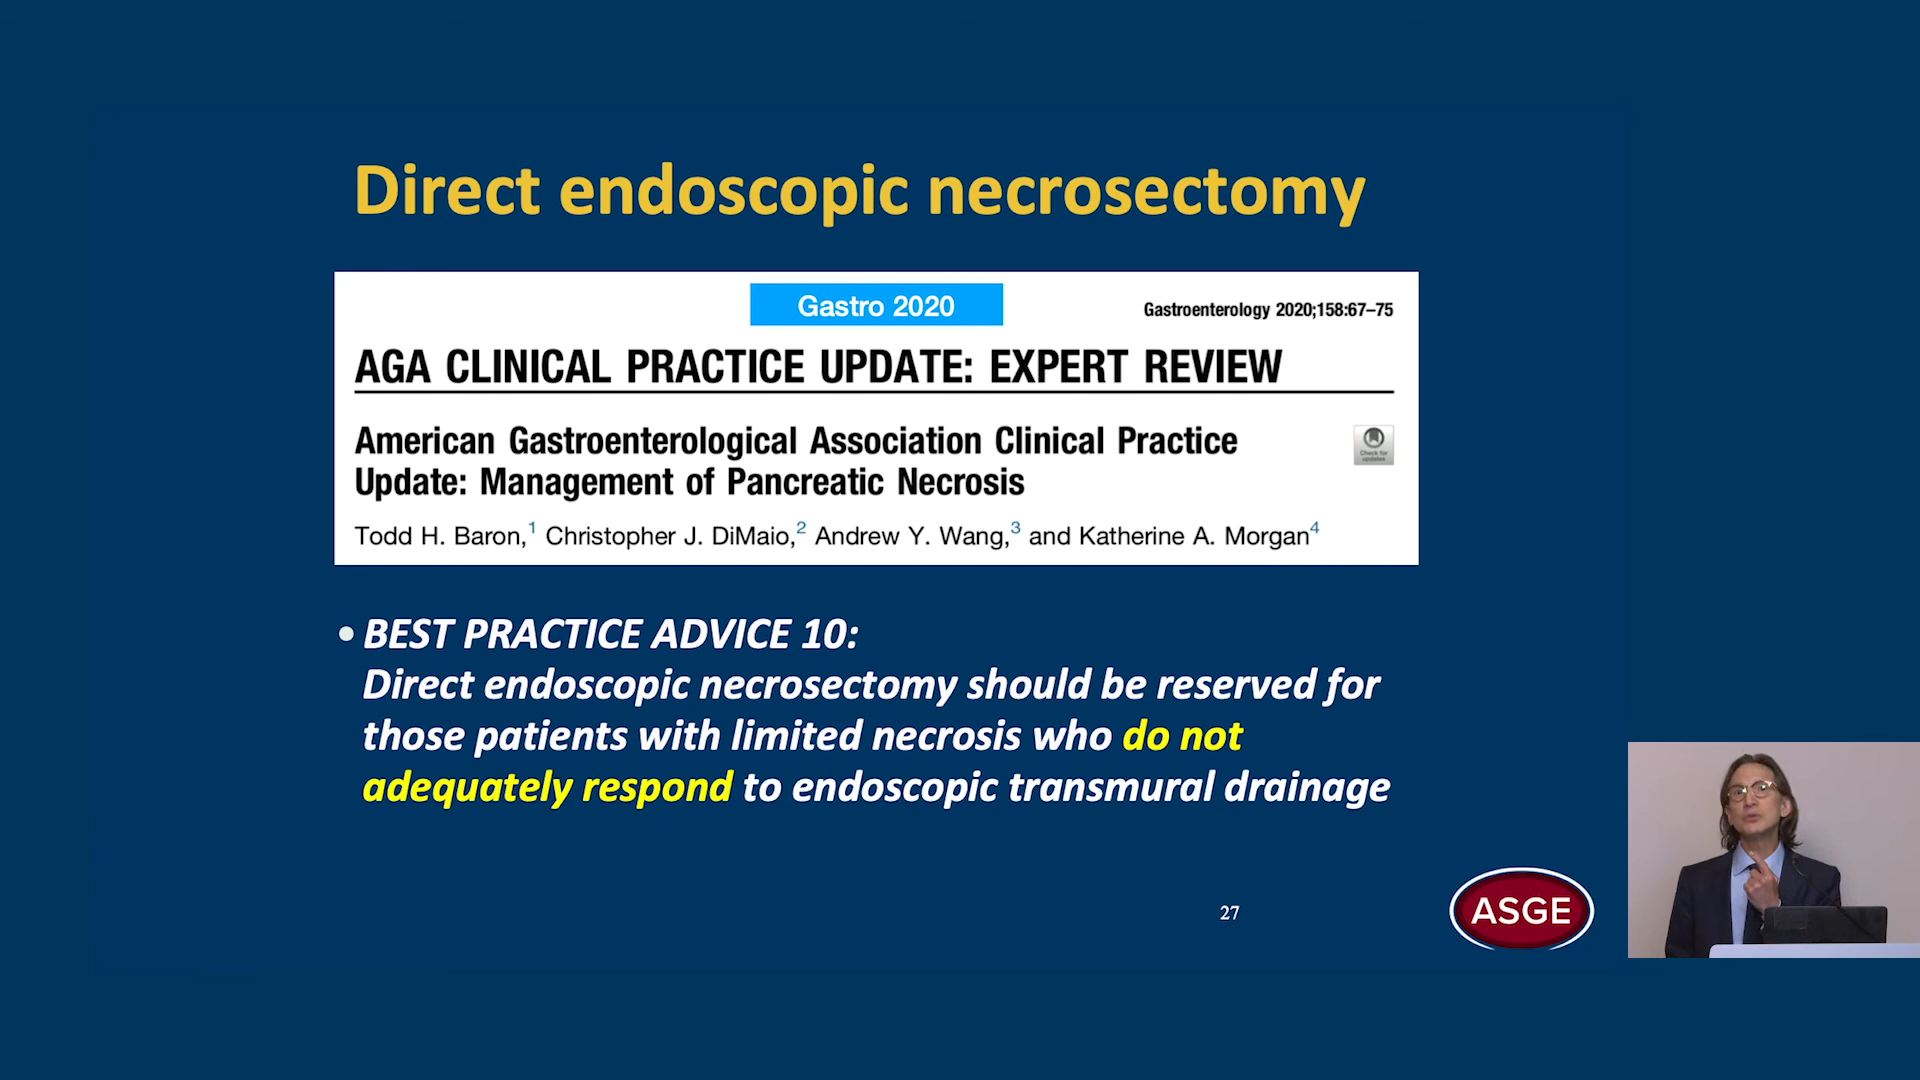 Direct endoscopic necrosectomy
Gastro 2020
Gastroenterology 2020;158:67–75
AGA CLINICAL PRACTICE UPDATE: EXPERT REVIEW
American Gastroenterological Association Clinical Practice
Update: Management of Pancreatic Necrosis
Check for
updates
Todd H. Baron,1 Christopher J. DiMaio,2 Andrew Y. Wang,3 and Katherine A. Morgan4
• BEST PRACTICE ADVICE 10:
Direct endoscopic necrosectomy should be reserved for
those patients with limited necrosis who do not
adequately respond to endoscopic transmural drainage
27
ASGE